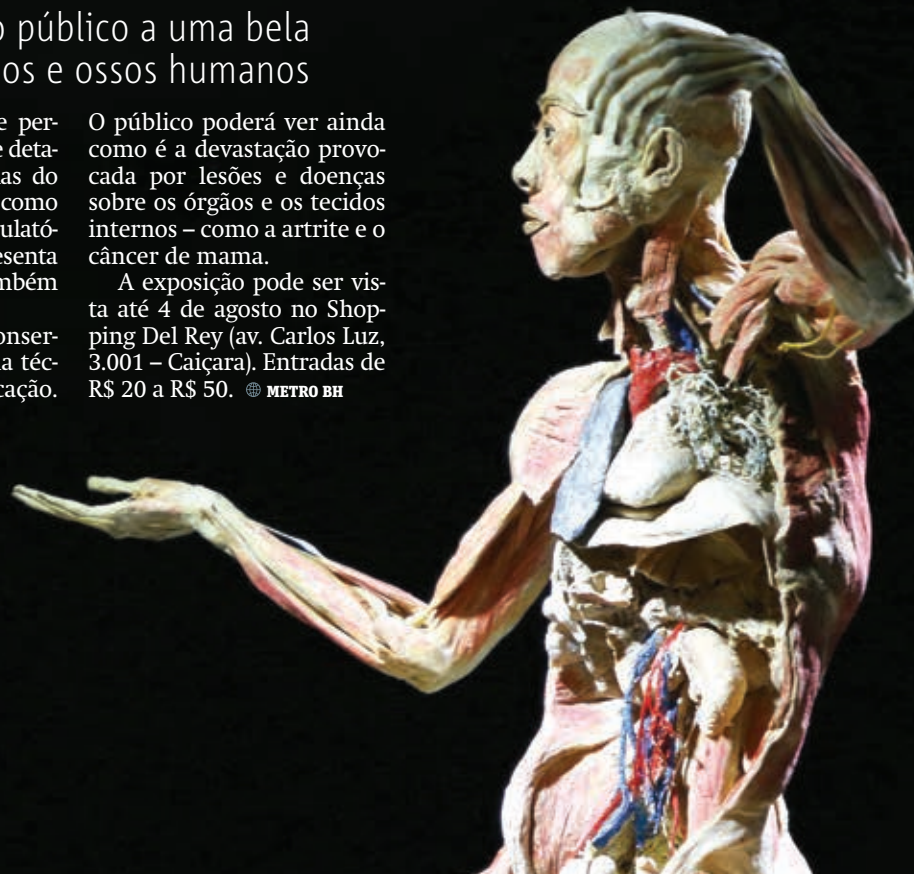 o público a uma bela
os e ossos humanos
e per-
e deta-
as do
como
ulató-
esenta
mbém
onser-
a téc-
cação.
O público poderá ver ainda
como é a devastação provo-
cada por lesões e doenças
sobre os órgãos e os tecidos
internos – como a artrite e o
câncer de mama.
A exposição pode ser vis-
ta até 4 de agosto no Shop-
ping Del Rey (av. Carlos Luz,
3.001 – Caiçara). Entradas de
R$ 20 a R$ 50. METRO BH